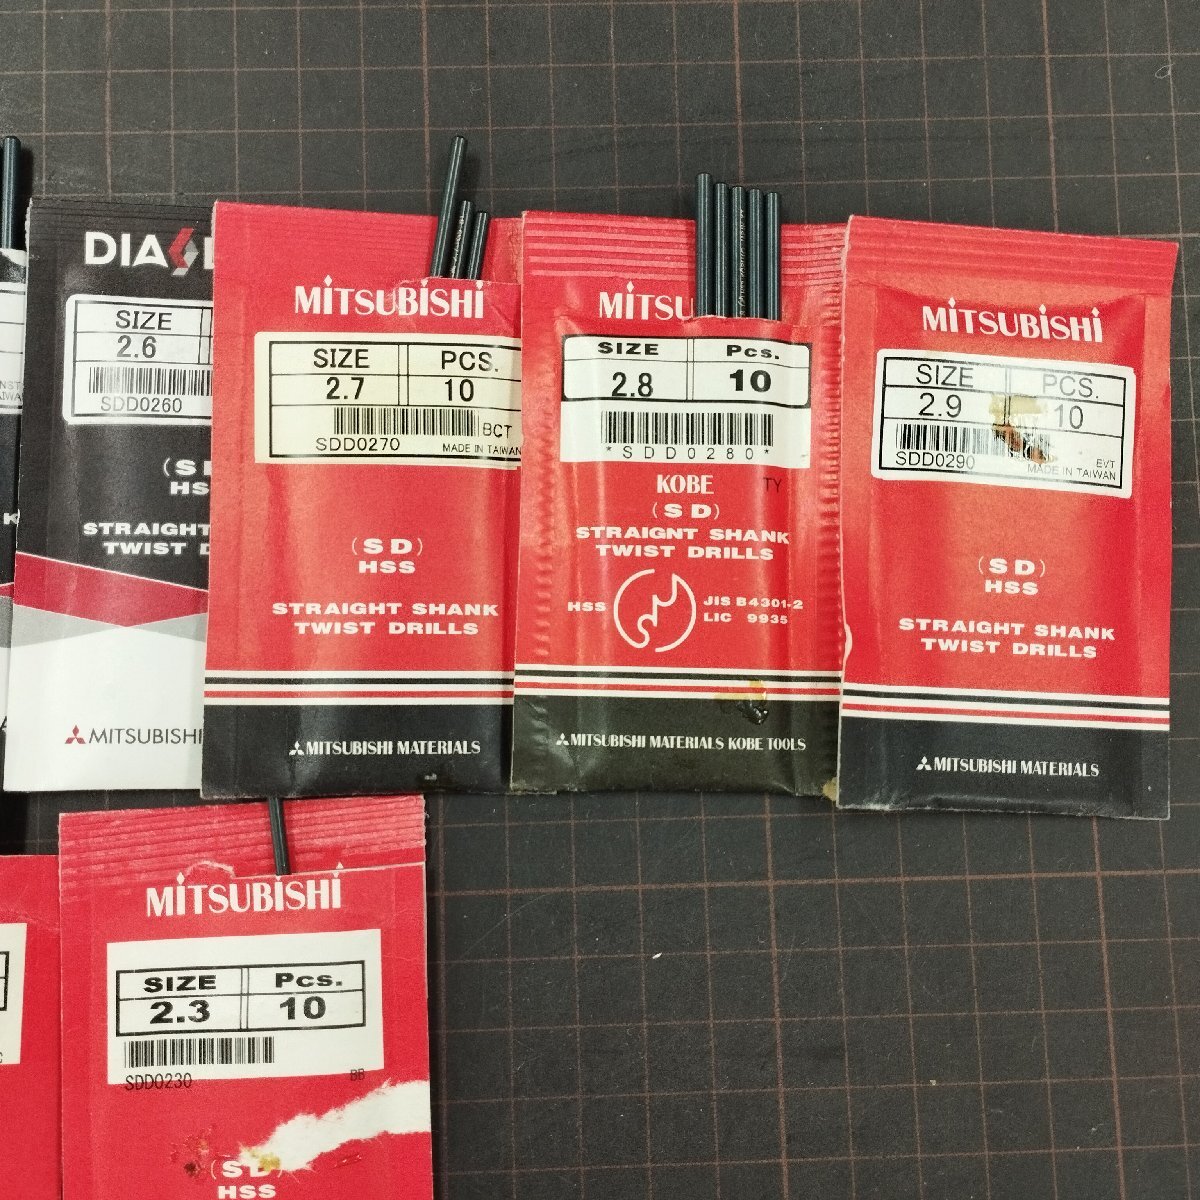 DIA
SIZE
2.6
SDD0260
STRAIGHT
TWIST
MITSUBISHI
MITSUBISHI
SIZE PCS.
2.7 10
BCT
SDD0270 MADE IN TAIWAN
(SD)
HSS
STRAIGHT SHANK
TWIST DRILLS
MITSUBISHI MATERIALS
MITSU
SIZE Pcs.
2.8 10
*SDD0280*
KOBE TY
(SD)
STRAIGNT SHANK
TWIST DRILLS
HSS JIS B4301-2
LIC 9935
MITSUBISHI MATERIALS KOBE TOOLS
MITSUBISHI
SIZE PCS.
2.9 10
EVT
SDD0290 MADE IN TAIWAN
(SD)
HSS
STRAIGHT SHANK
TWIST DRILLS
MITSUBISHI MATERIALS
MITSUBISHI
SIZE Pcs.
2.3 10
SDD0230 BB
(SD)
HSS